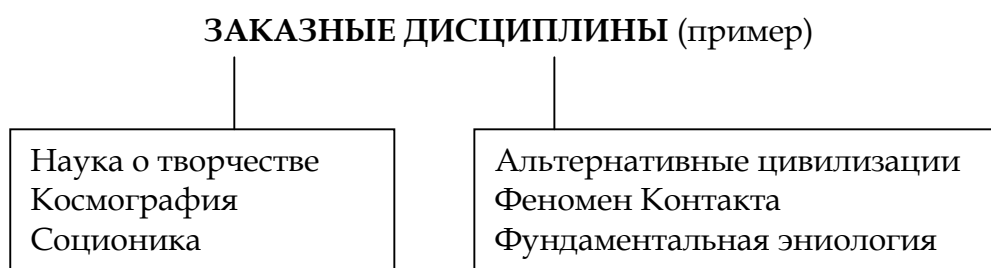 ЗАКАЗНЫЕ ДИСЦИПЛИНЫ (пример)
Наука о творчестве
Космография
Соционика
Альтернативные цивилизации
Феномен Контакта
Фундаментальная эниология